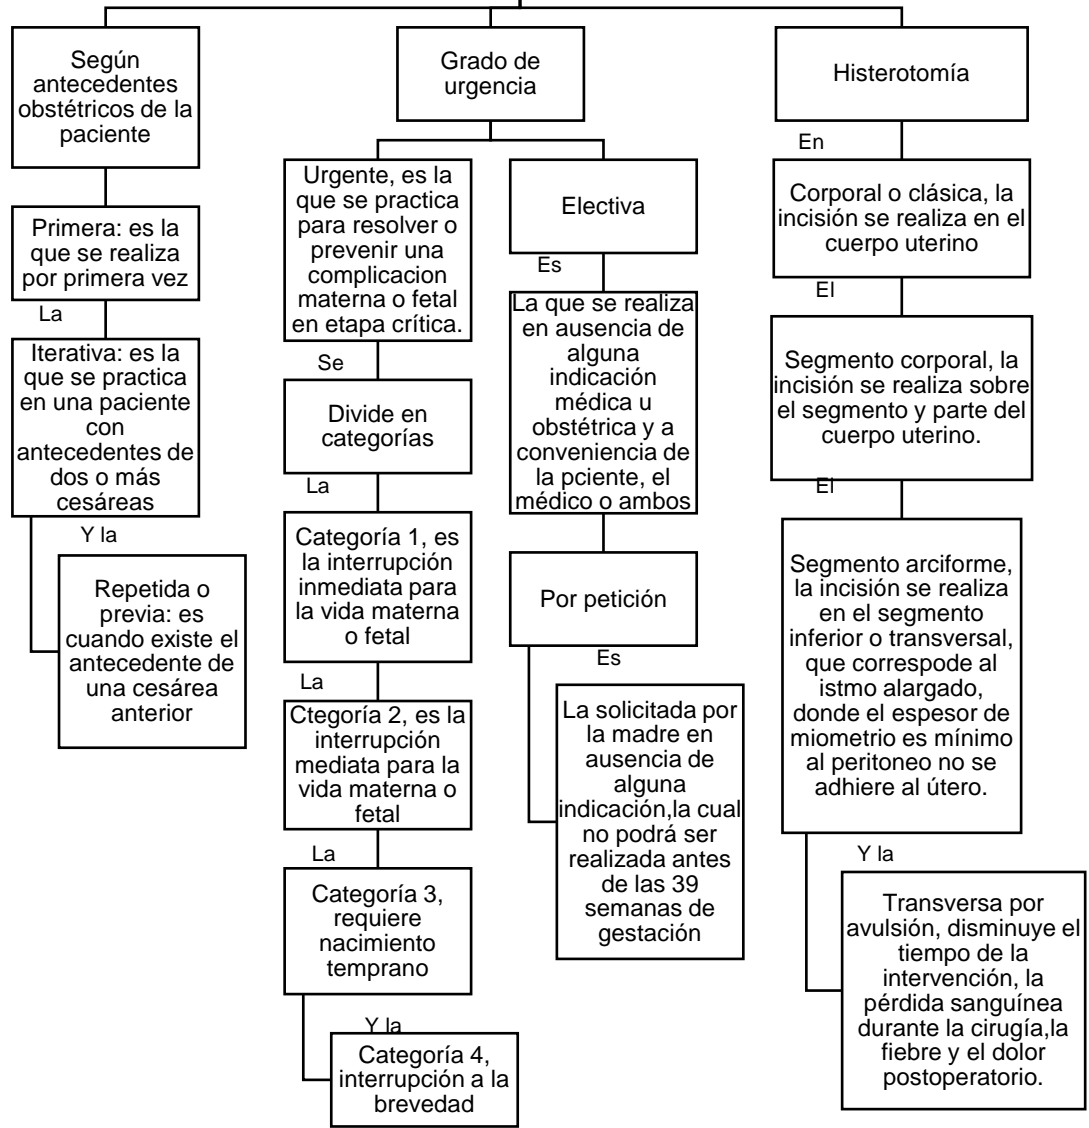 Según
antecedentes
obstétricos de la
paciente
Primera: es la
que se realiza
por primera vez
La
Iterativa: es la
que se practica
en una paciente
con
antecedentes de
dos o más
cesáreas
Y la
Repetida o
previa: es
cuando existe el
antecedente de
una cesárea
anterior
Grado de
urgencia
Urgente, es la
que se practica
para resolver o
prevenir una
complicacion
materna o fetal
en etapa crítica.
Se
Divide en
categorías
La
Categoría 1, es
la interrupción
inmediata para
la vida materna
o fetal
La
Ctegoría 2, es la
interrupción
mediata para la
vida materna o
fetal
La
Categoría 3,
requiere
nacimiento
temprano
Y la
Categoría 4,
interrupción a la
brevedad
Electiva
Es
La que se realiza
en ausencia de
alguna
indicación
médica u
obstétrica y a
conveniencia de
la pciente, el
médico o ambos
Por petición
Es
La solicitada por
la madre en
ausencia de
alguna
indicación,la cual
no podrá ser
realizada antes
de las 39
semanas de
gestación
Histerotomía
En
Corporal o clásica, la
incisión se realiza en el
cuerpo uterino
El
Segmento corporal, la
incisión se realiza sobre
el segmento y parte del
cuerpo uterino.
El
Segmento arciforme,
la incisión se realiza
en el segmento
inferior o transversal,
que correspode al
istmo alargado,
donde el espesor de
miometrio es mínimo
al peritoneo no se
adhiere al útero.
Y la
Transversa por
avulsión, disminuye el
tiempo de la
intervención, la
pérdida sanguínea
durante la cirugía,la
fiebre y el dolor
postoperatorio.